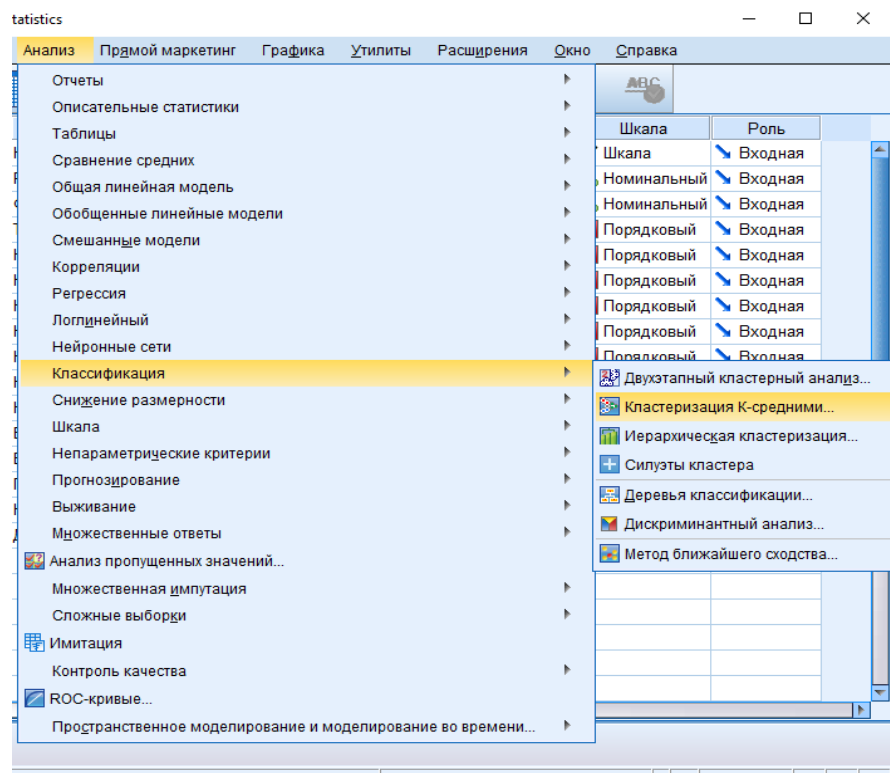 tatistics
Анализ Прямой маркетинг Графика Утилиты Расширения Окно Справка
Отчеты
Описательные статистики
Таблицы
Сравнение средних
Общая линейная модель
Обобщенные линейные модели
Смешанные модели
Корреляции
Регрессия
Логлинейный
Нейронные сети
Классификация
Снижение размерности
Шкала
Непараметрические критерии
Прогнозирование
Выживание
Множественные ответы
Анализ пропущенных значений...
Множественная импутация
Сложные выборки
Имитация
Контроль качества
ROC-кривые...
Пространственное моделирование и моделирование во времени...
ABC
Шкала Роль
Шкала Входная
Номинальный Входная
Номинальный Входная
Порядковый Входная
Порядковый Входная
Порядковый Входная
Порядковый Входная
Порядковый Входная
Порядковый Входная
Двухэтапный кластерный анализ...
Кластеризация К-средними...
Иерархическая кластеризация...
Силуэты кластера
Деревья классификации...
Дискриминантный анализ...
Метод ближайшего сходства...